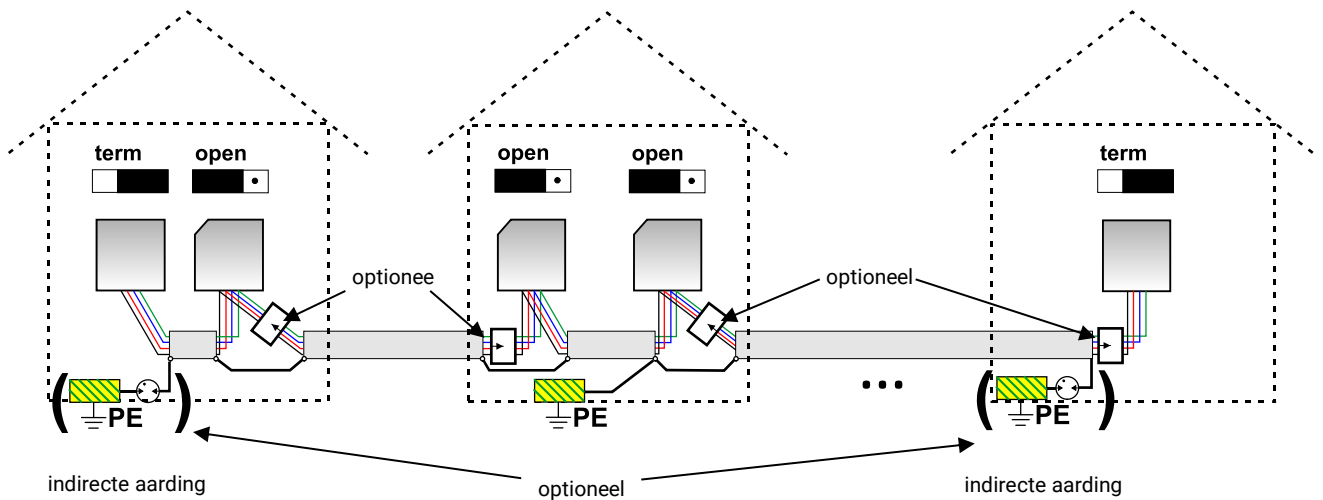 term open
open open
term
optionee
optioneel
PE
PE
PE
indirecte aarding
optioneel
indirecte aarding